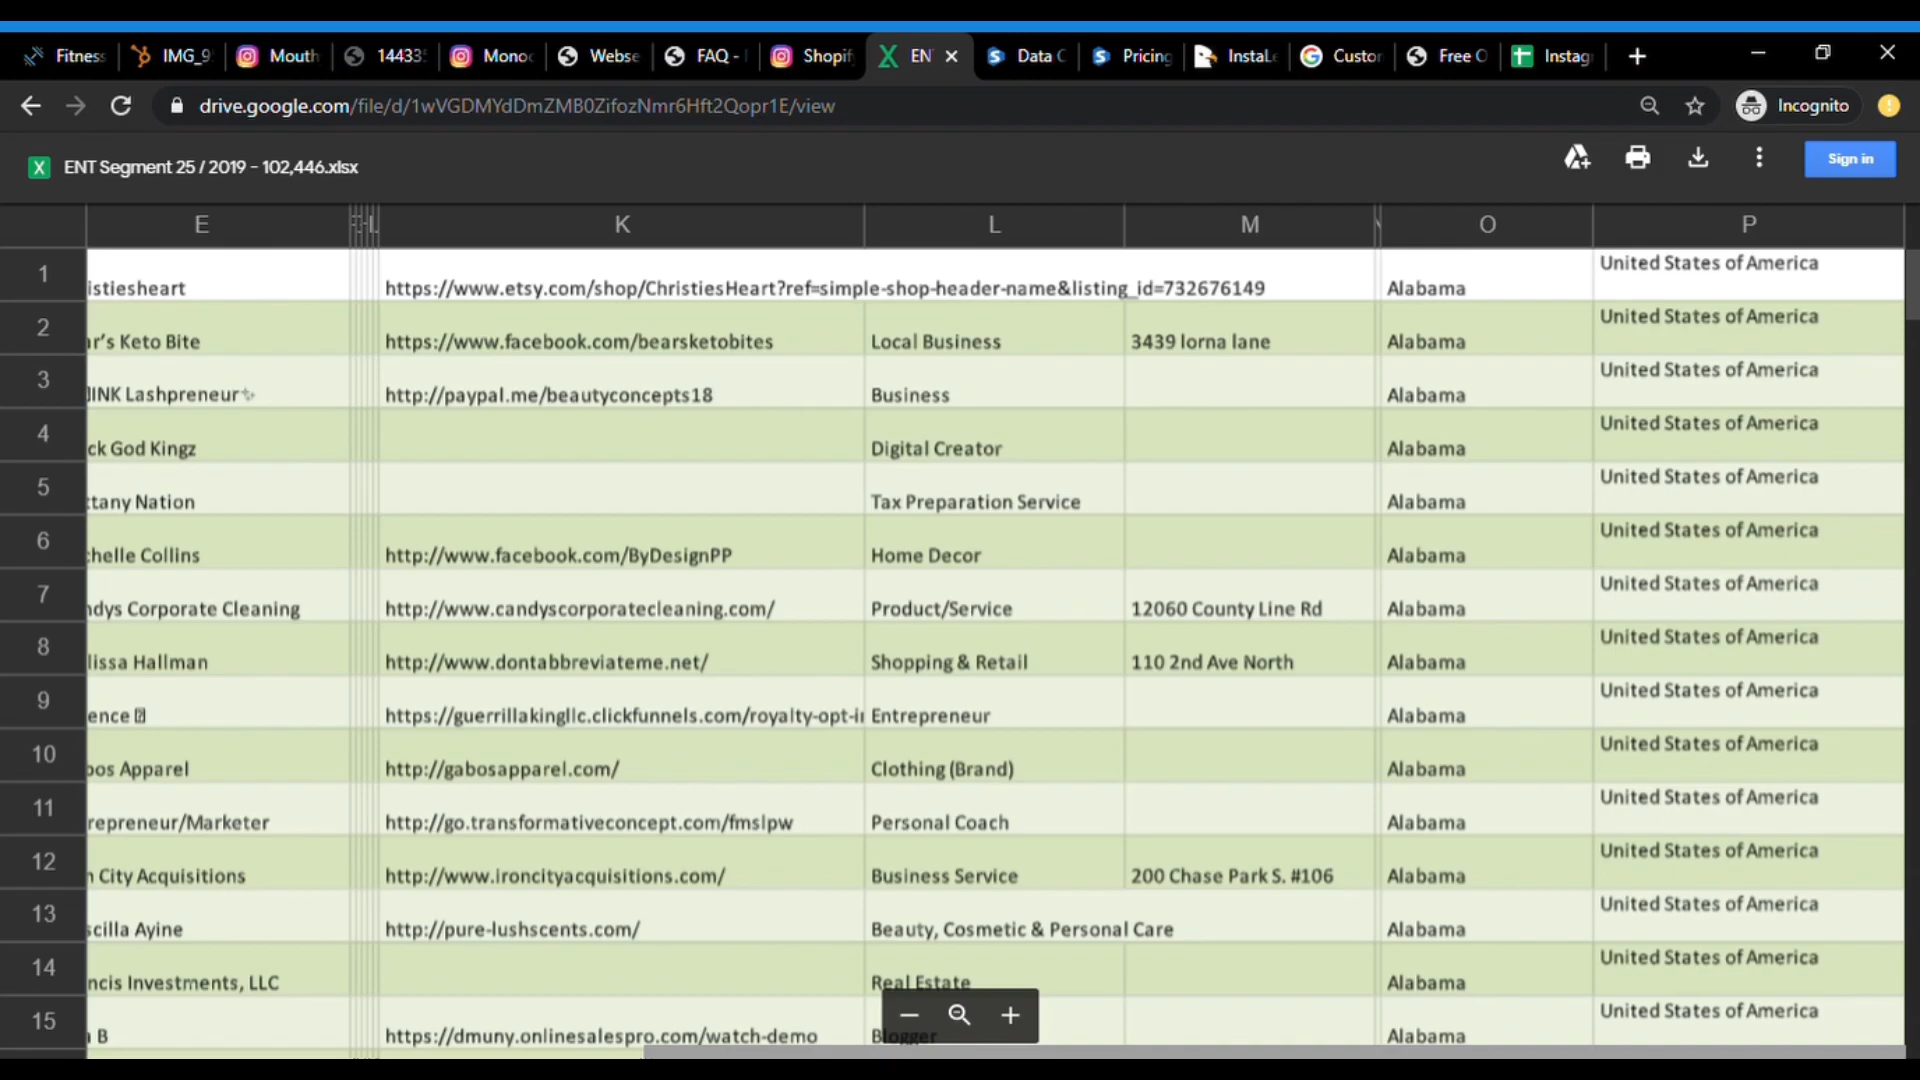 Fitness IMG_9 Mouth 1443 Mono Webse FAQ - Shopify EN Data C Pricing InstaLe Custor Free O Instag
drive.google.com/file/d/1wVGDMYdDmZMB0ZifozNmr6Hft2Qopr1E/view Incognito
ENT Segment 25 / 2019 - 102,446.xlsx Sign in
E K L M O P
1 istiesheart https://www.etsy.com/shop/ChristiesHeart?ref=simple-shop-header-name&listing_id=732676149 Alabama United States of America
2 ar's Keto Bite https://www.facebook.com/bearsketobites Local Business 3439 lorna lane Alabama United States of America
3 INK Lashpreneur✨ http://paypal.me/beautyconcepts18 Business Alabama United States of America
4 ck God Kingz Digital Creator Alabama United States of America
5 ttany Nation Tax Preparation Service Alabama United States of America
6 chelle Collins http://www.facebook.com/ByDesignPP Home Decor Alabama United States of America
7 ndys Corporate Cleaning http://www.candyscorporatecleaning.com/ Product/Service 12060 County Line Rd Alabama United States of America
8 lissa Hallman http://www.dontabbreviateme.net/ Shopping & Retail 110 2nd Ave North Alabama United States of America
9 ence https://guerrillakingllc.clickfunnels.com/royalty-opt-i Entrepreneur Alabama United States of America
10 bos Apparel http://gabosapparel.com/ Clothing (Brand) Alabama United States of America
11 repreneur/Marketer http://go.transformativeconcept.com/fmslpw Personal Coach Alabama United States of America
12 n City Acquisitions http://www.ironcityacquisitions.com/ Business Service 200 Chase Park S. #106 Alabama United States of America
13 scilla Ayine http://pure-lushscents.com/ Beauty, Cosmetic & Personal Care Alabama United States of America
14 ncis Investments, LLC Real Estate Alabama United States of America
15 B https://dmuny.onlinesalespro.com/watch-demo Blogger Alabama United States of America